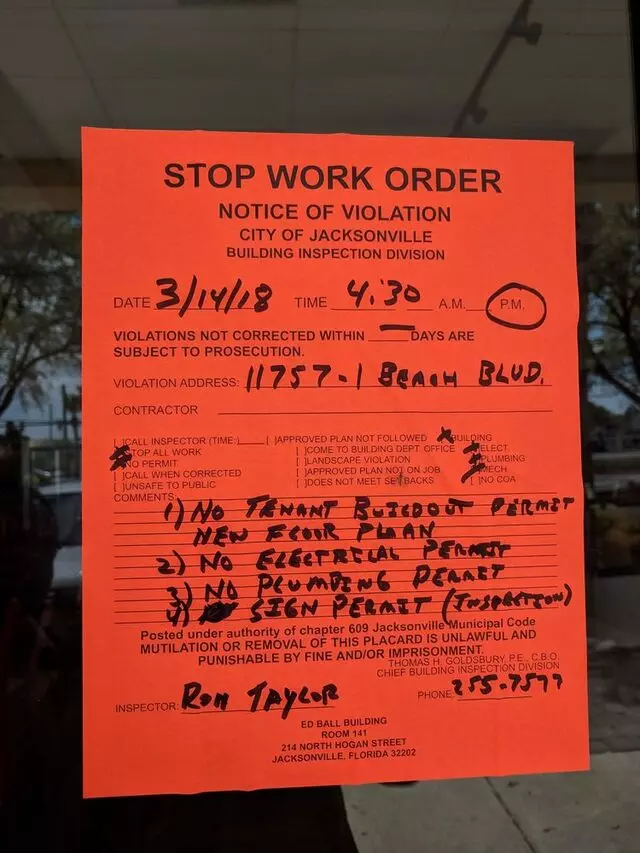 STOP WORK ORDER
NOTICE OF VIOLATION
CITY OF JACKSONVILLE
BUILDING INSPECTION DIVISION
DATE 3/14/18 TIME 4:30 A.M. P.M.
VIOLATIONS NOT CORRECTED WITHIN — DAYS ARE
SUBJECT TO PROSECUTION.
VIOLATION ADDRESS: 11757-1 BEACH BLVD.
CONTRACTOR
[ ]CALL INSPECTOR (TIME: [ ]APPROVED PLAN NOT FOLLOWED X BUILDING
STOP ALL WORK [ ]COME TO BUILDING DEPT OFFICE ELECT.
NO PERMIT [ ]LANDSCAPE VIOLATION PLUMBING
[ ]CALL WHEN CORRECTED [ ]APPROVED PLAN NOT ON JOB MECH
[ ]UNSAFE TO PUBLIC [ ]DOES NOT MEET SETBACKS [ ]NO COA
COMMENTS:
1) NO TENANT BUILDOUT PERMIT
NEW FLOOR PLAN
2) NO ELECTRICAL PERMIT
3) NO PLUMBING PERMIT
4) SIGN PERMIT (INSPECTION)
Posted under authority of chapter 609 Jacksonville Municipal Code
MUTILATION OR REMOVAL OF THIS PLACARD IS UNLAWFUL AND
PUNISHABLE BY FINE AND/OR IMPRISONMENT.
THOMAS H. GOLDSBURY, P.E., C.B.O.
CHIEF BUILDING INSPECTION DIVISION
INSPECTOR: RON TAYLOR PHONE 255-7577
ED BALL BUILDING
ROOM 141
214 NORTH HOGAN STREET
JACKSONVILLE, FLORIDA 32202